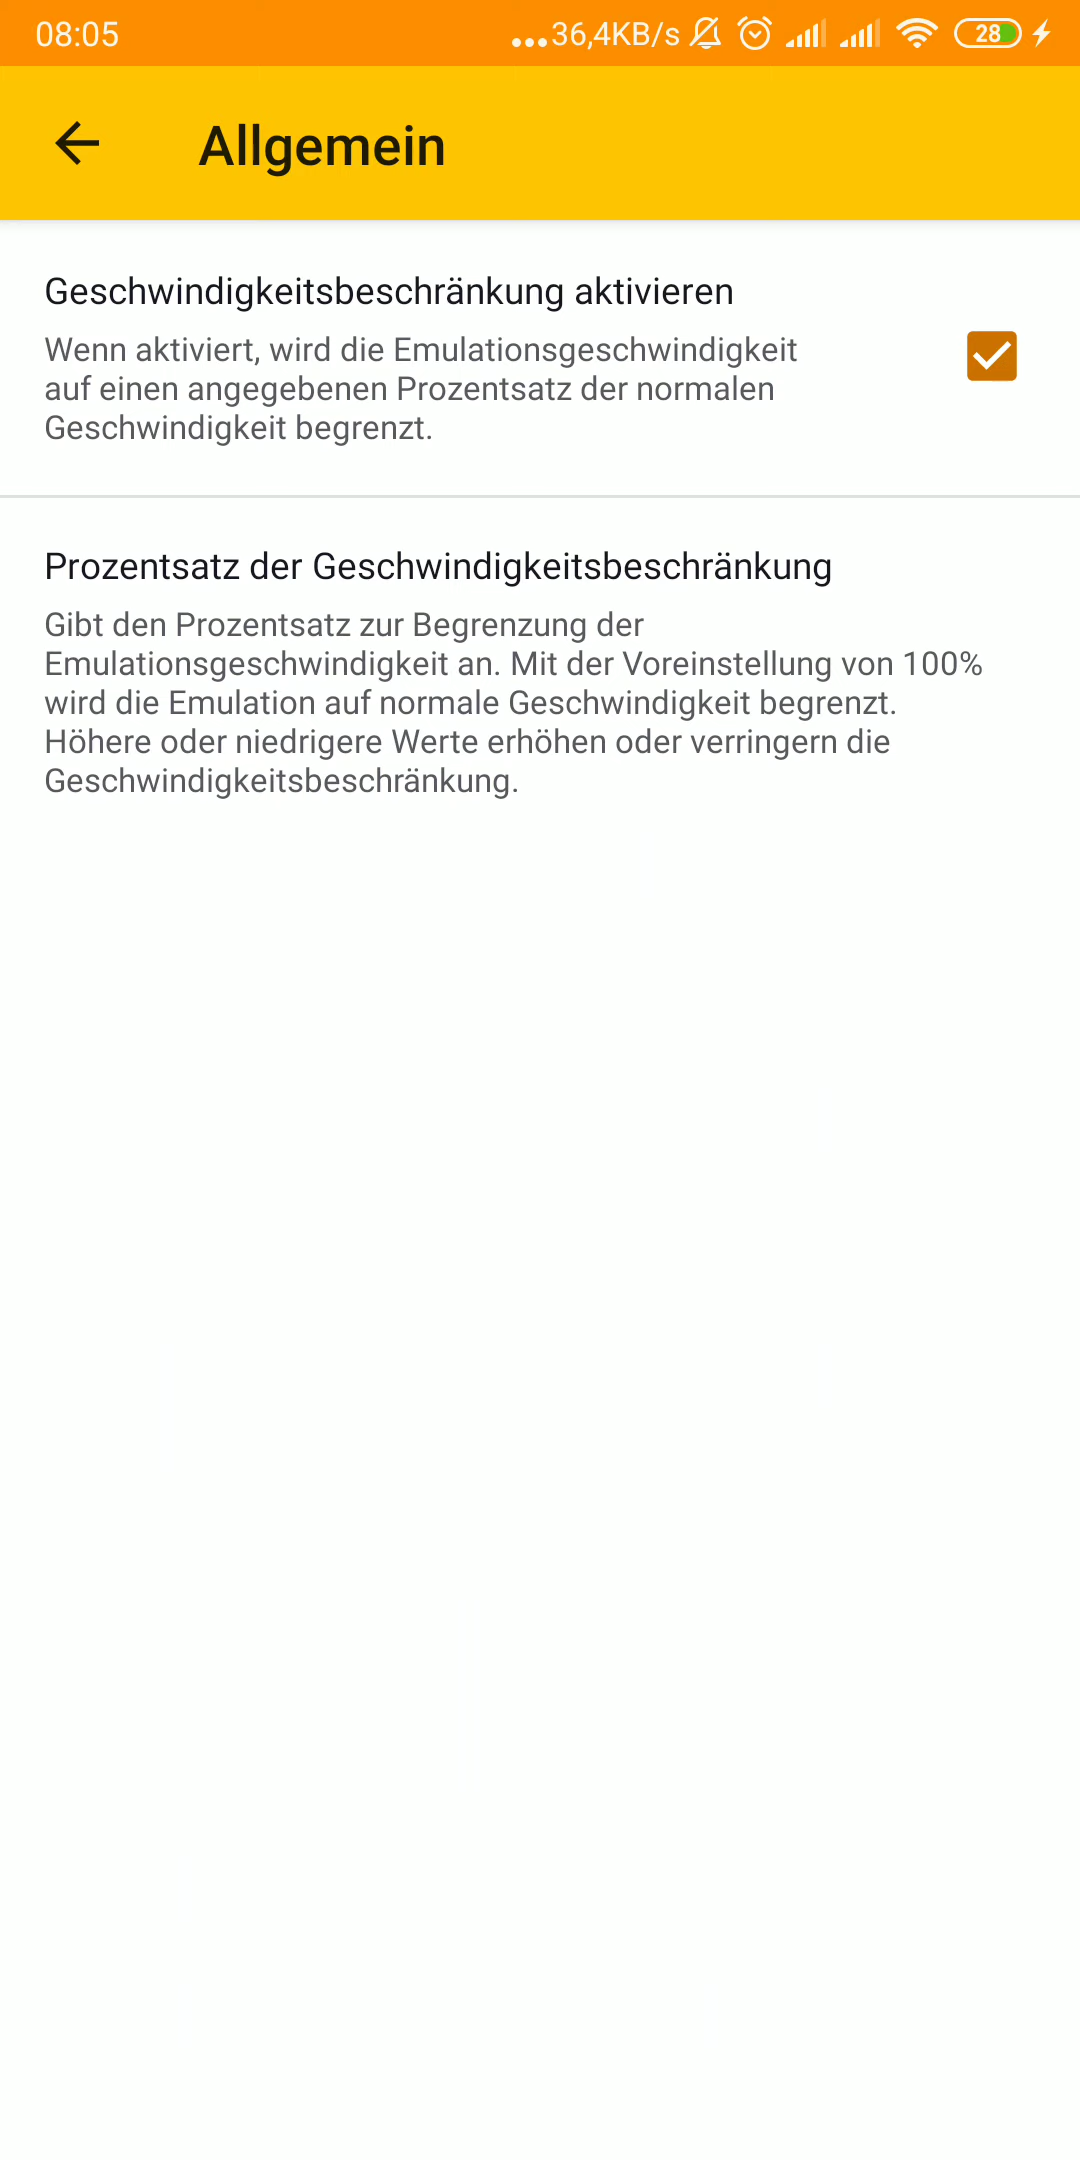 08:05
...36,4KB/s
28
Allgemein
Geschwindigkeitsbeschränkung aktivieren
Wenn aktiviert, wird die Emulationsgeschwindigkeit
auf einen angegebenen Prozentsatz der normalen
Geschwindigkeit begrenzt.
Prozentsatz der Geschwindigkeitsbeschränkung
Gibt den Prozentsatz zur Begrenzung der
Emulationsgeschwindigkeit an. Mit der Voreinstellung von 100%
wird die Emulation auf normale Geschwindigkeit begrenzt.
Höhere oder niedrigere Werte erhöhen oder verringern die
Geschwindigkeitsbeschränkung.